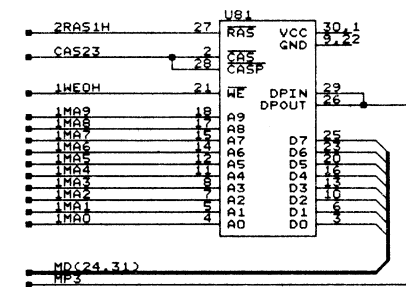 U81
2RAS1H 27 RAS VCC 30,1
GND 9,22
CAS23 2 CAS
28 CASP
1WE0H 21 WE DPIN 29
DPOUT 26
1MA9 18 A9
1MA8 17 A8
1MA7 15 A7 D7 25
1MA6 14 A6 D6 23
1MA5 12 A5 D5 20
1MA4 11 A4 D4 16
1MA3 8 A3 D3 13
1MA2 7 A2 D2 10
1MA1 5 A1 D1 6
1MA0 4 A0 D0 3
MD(24,31)
MP3